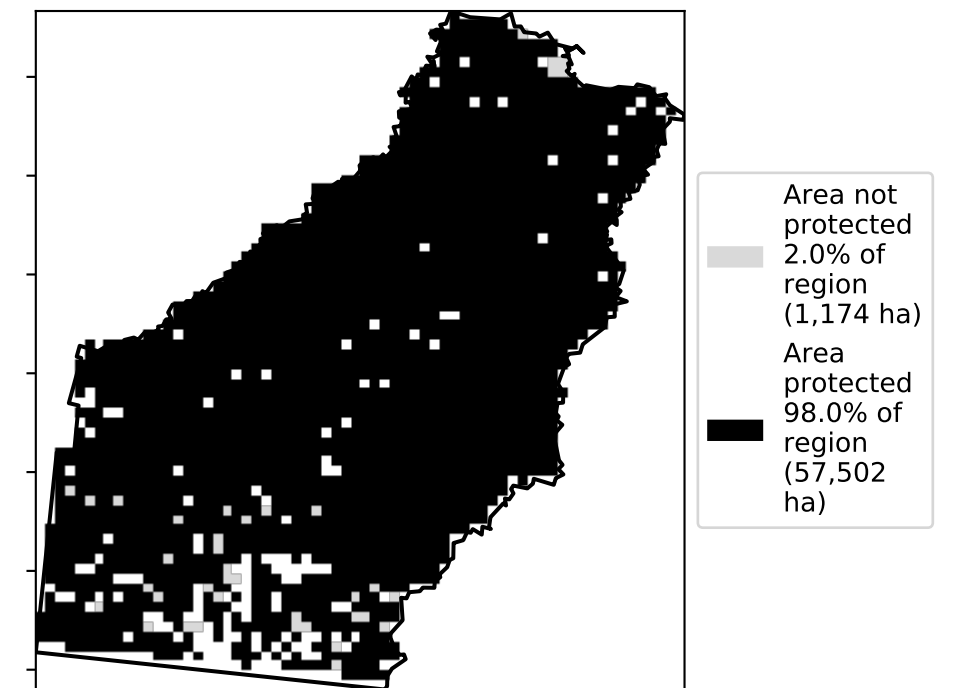 Area not
protected
2.0% of
region
(1,174 ha)
Area
protected
98.0% of
region
(57,502
ha)